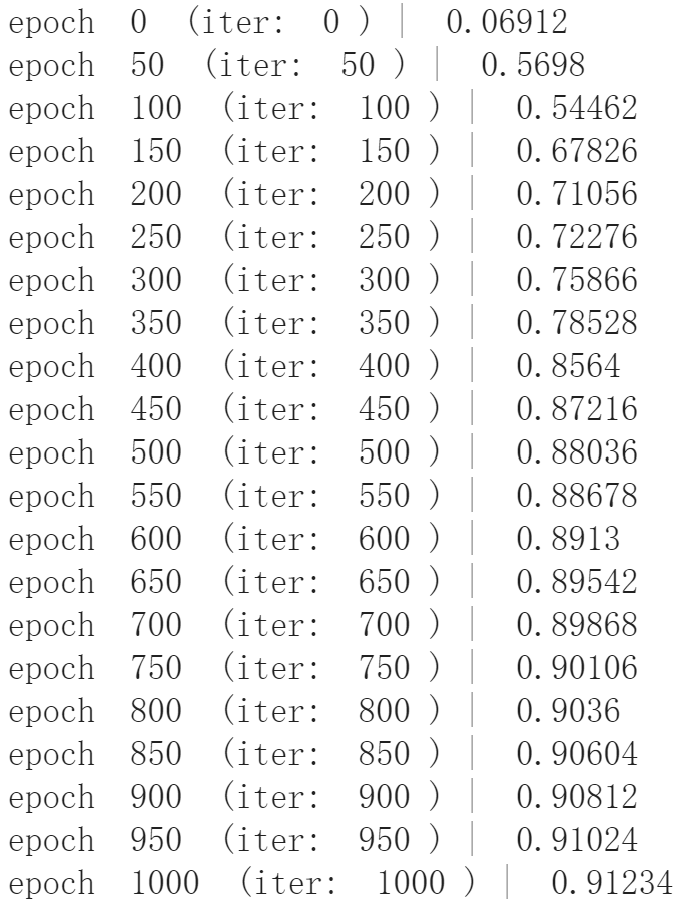 epoch 0 (iter: 0 ) | 0.06912
epoch 50 (iter: 50 ) | 0.5698
epoch 100 (iter: 100 ) | 0.54462
epoch 150 (iter: 150 ) | 0.67826
epoch 200 (iter: 200 ) | 0.71056
epoch 250 (iter: 250 ) | 0.72276
epoch 300 (iter: 300 ) | 0.75866
epoch 350 (iter: 350 ) | 0.78528
epoch 400 (iter: 400 ) | 0.8564
epoch 450 (iter: 450 ) | 0.87216
epoch 500 (iter: 500 ) | 0.88036
epoch 550 (iter: 550 ) | 0.88678
epoch 600 (iter: 600 ) | 0.8913
epoch 650 (iter: 650 ) | 0.89542
epoch 700 (iter: 700 ) | 0.89868
epoch 750 (iter: 750 ) | 0.90106
epoch 800 (iter: 800 ) | 0.9036
epoch 850 (iter: 850 ) | 0.90604
epoch 900 (iter: 900 ) | 0.90812
epoch 950 (iter: 950 ) | 0.91024
epoch 1000 (iter: 1000 ) | 0.91234